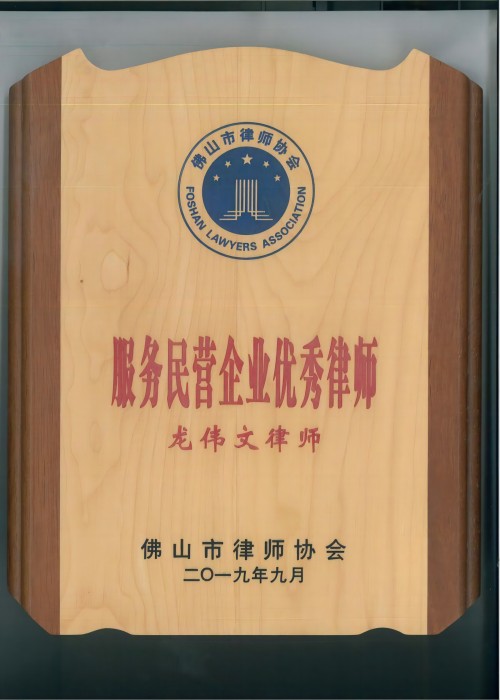 佛山市律师协会
FOSHAN LAWYERS ASSOCIATION
服务民营企业优秀律师
龙伟文律师
佛山市律师协会
二〇一九年九月